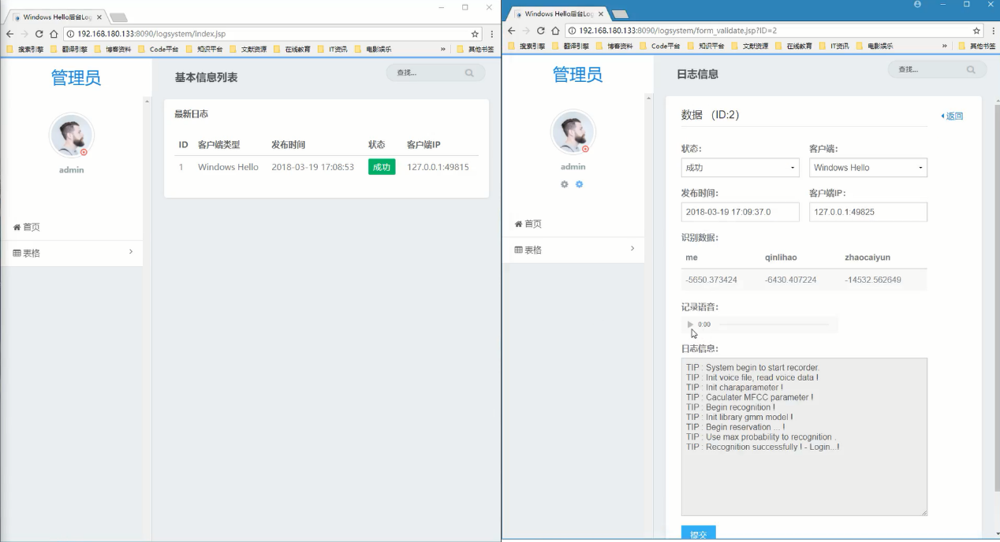 Windows Hello后台Log
192.168.180.133:8090/logsystem/index.jsp
搜索引擎 翻译引擎 博客资料 Code平台 知识平台 文献资源 在线教育 IT资讯 电影娱乐 » 其他书签
管理员
admin
首页
表格
基本信息列表
查找...
最新日志
ID 客户端类型 发布时间 状态 客户端IP
1 Windows Hello 2018-03-19 17:08:53 成功 127.0.0.1:49815
Windows Hello后台Log
192.168.180.133:8090/logsystem/form_validate.jsp?ID=2
搜索引擎 翻译引擎 博客资料 Code平台 知识平台 文献资源 在线教育 IT资讯 电影娱乐 » 其他书签
管理员
admin
首页
表格
日志信息
查找...
数据 （ID:2）
返回
状态: 客户端:
成功 Windows Hello
发布时间: 客户端IP:
2018-03-19 17:09:37.0 127.0.0.1:49825
识别数据:
me qinlihao zhaocaiyun
-5650.373424 -6430.407224 -14532.562649
记录语音:
0:00
日志信息:
TIP : System begin to start recorder.
TIP : Init voice file, read voice data !
TIP : Init charaparameter !
TIP : Caculater MFCC parameter !
TIP : Begin recognition !
TIP : Init library gmm model !
TIP : Begin reservation ... !
TIP : Use max probability to recognition .
TIP : Recognition successfully ! - Login...!
提交